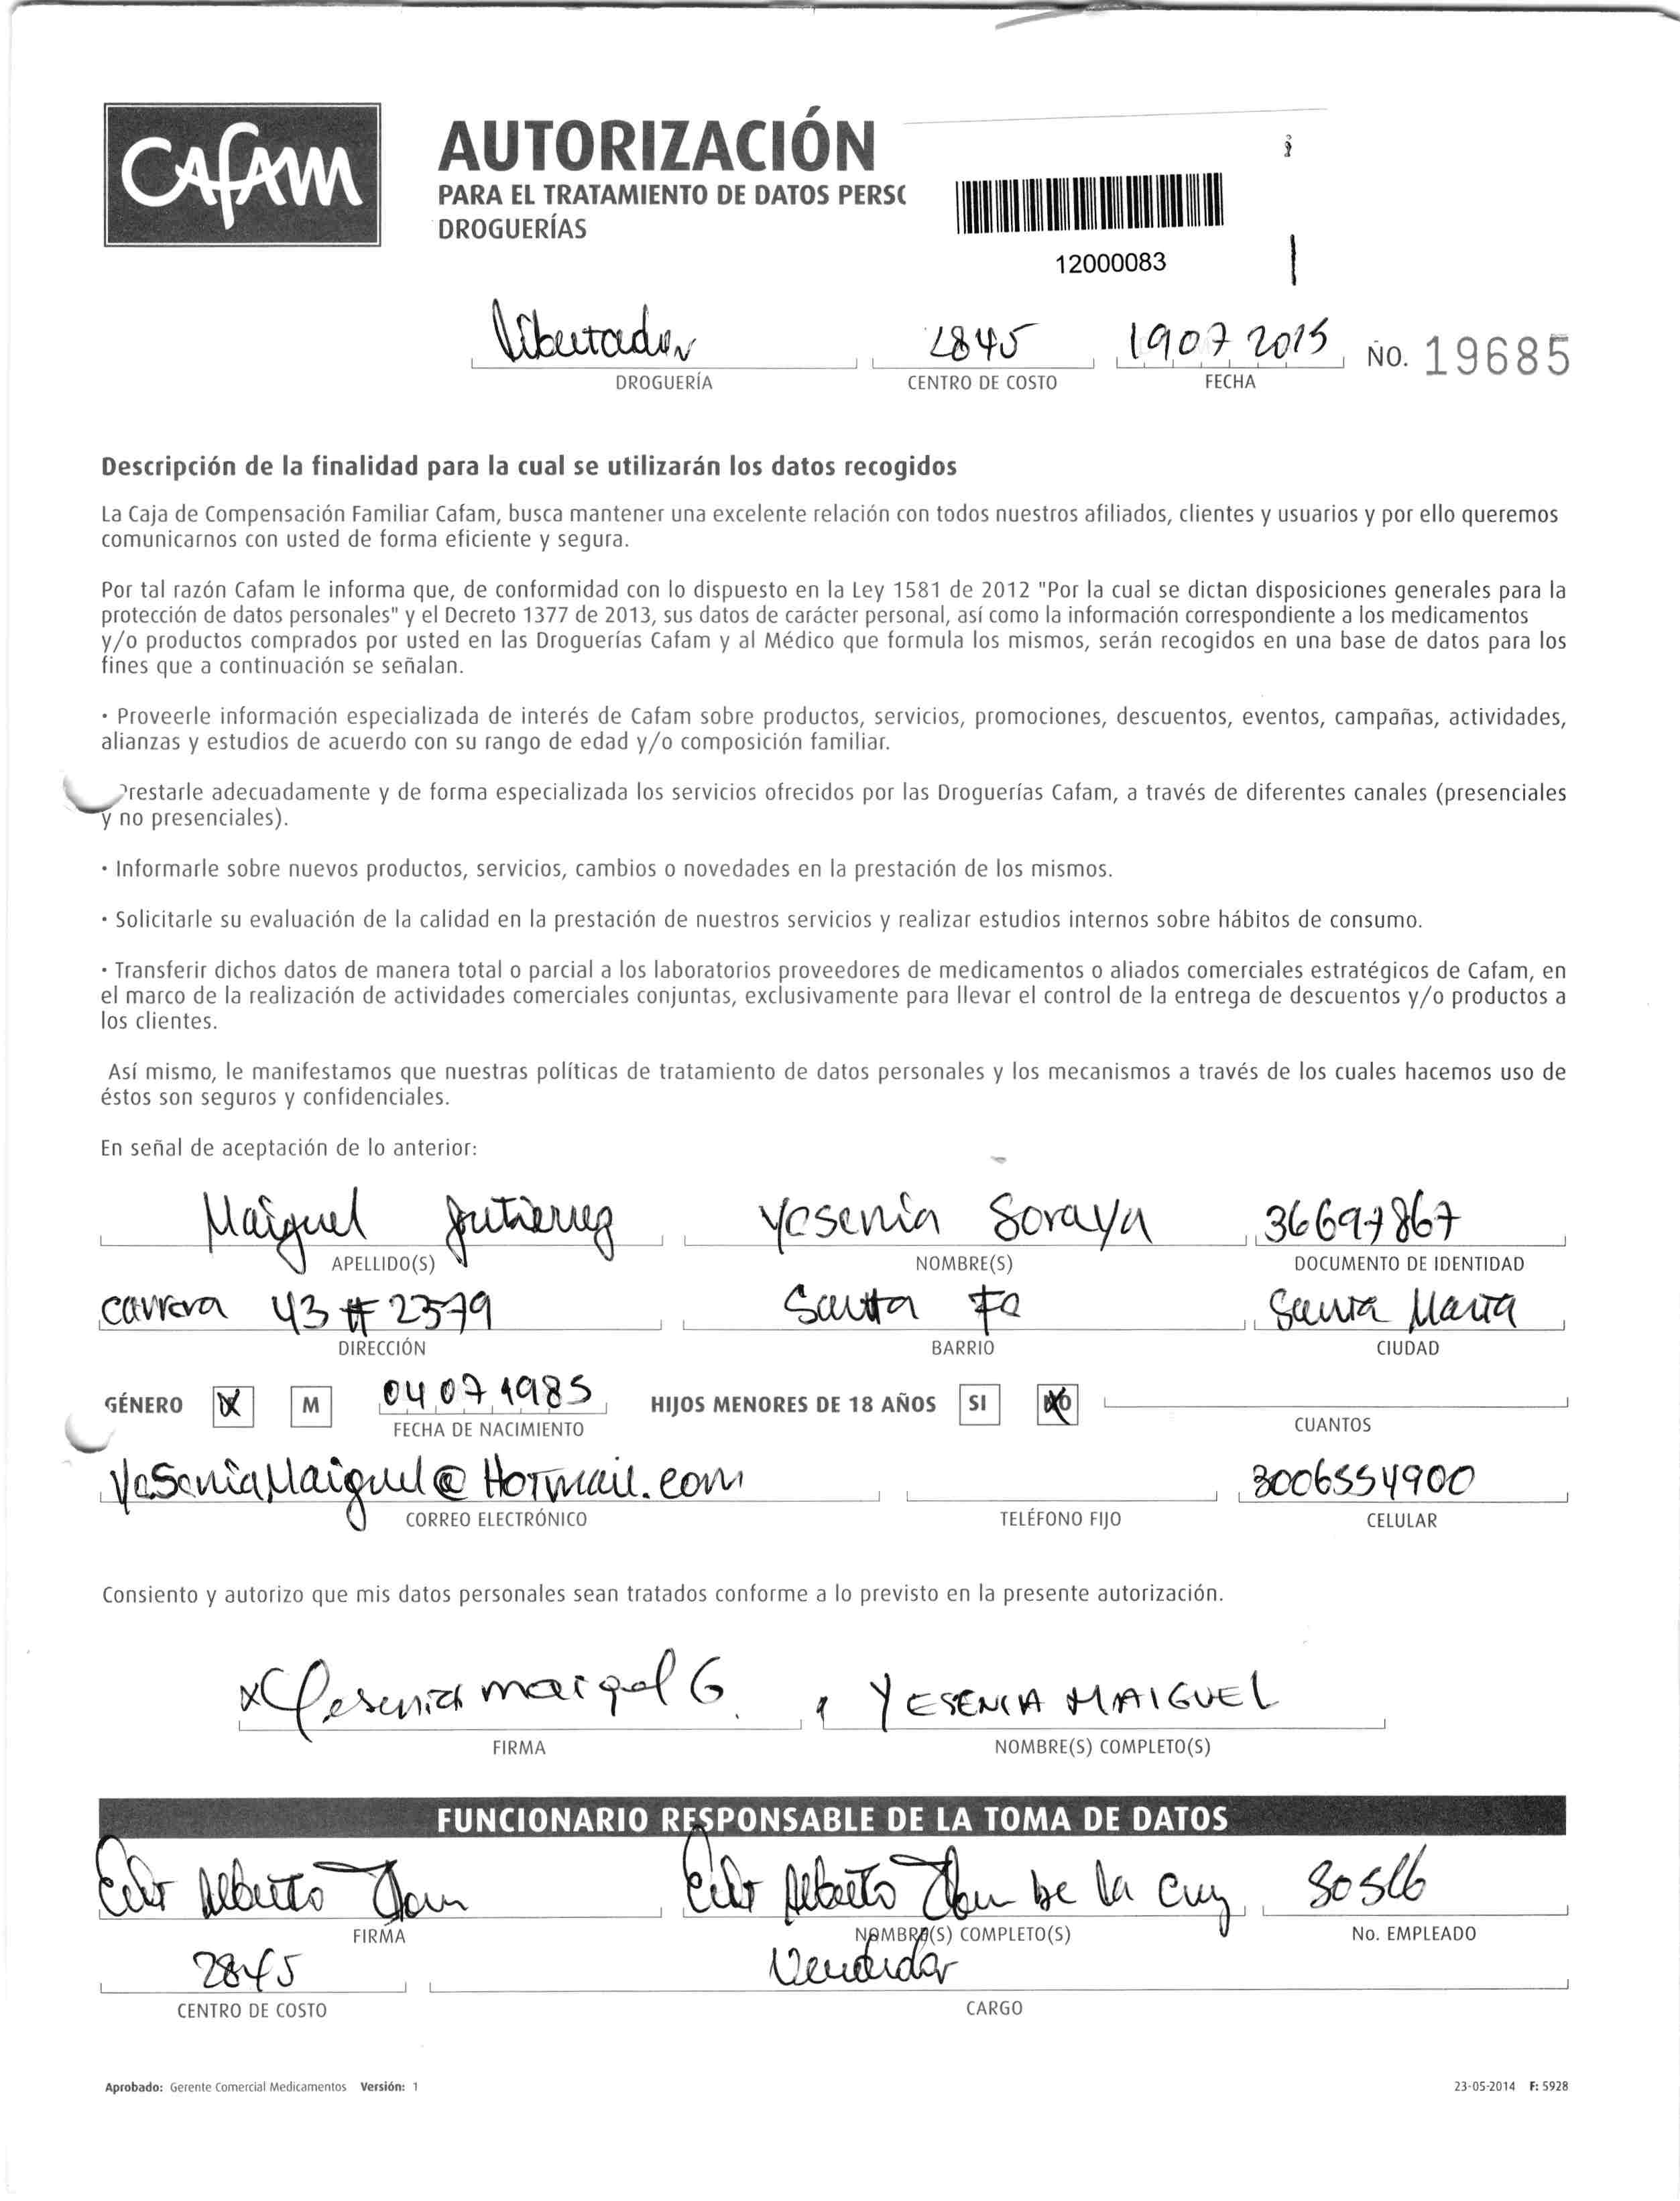 Cafam
AUTORIZACIÓN
PARA EL TRATAMIENTO DE DATOS PERSO
DROGUERÍAS
12000083
Libertador 2845 19 07 2015 NO. 19685
DROGUERÍA CENTRO DE COSTO FECHA
Descripción de la finalidad para la cual se utilizarán los datos recogidos
La Caja de Compensación Familiar Cafam, busca mantener una excelente relación con todos nuestros afiliados, clientes y usuarios y por ello queremos
comunicarnos con usted de forma eficiente y segura.
Por tal razón Cafam le informa que, de conformidad con lo dispuesto en la Ley 1581 de 2012 "Por la cual se dictan disposiciones generales para la
protección de datos personales" y el Decreto 1377 de 2013, sus datos de carácter personal, así como la información correspondiente a los medicamentos
y/o productos comprados por usted en las Droguerías Cafam y al Médico que formula los mismos, serán recogidos en una base de datos para los
fines que a continuación se señalan.
· Proveerle información especializada de interés de Cafam sobre productos, servicios, promociones, descuentos, eventos, campañas, actividades,
alianzas y estudios de acuerdo con su rango de edad y/o composición familiar.
Prestarle adecuadamente y de forma especializada los servicios ofrecidos por las Droguerías Cafam, a través de diferentes canales (presenciales
y no presenciales).
· Informarle sobre nuevos productos, servicios, cambios o novedades en la prestación de los mismos.
· Solicitarle su evaluación de la calidad en la prestación de nuestros servicios y realizar estudios internos sobre hábitos de consumo.
· Transferir dichos datos de manera total o parcial a los laboratorios proveedores de medicamentos o aliados comerciales estratégicos de Cafam, en
el marco de la realización de actividades comerciales conjuntas, exclusivamente para llevar el control de la entrega de descuentos y/o productos a
los clientes.
Así mismo, le manifestamos que nuestras políticas de tratamiento de datos personales y los mecanismos a través de los cuales hacemos uso de
éstos son seguros y confidenciales.
En señal de aceptación de lo anterior:
Maiguel Gutierrez Yesenia Soraya 36697867
APELLIDO(S) NOMBRE(S) DOCUMENTO DE IDENTIDAD
carrera 43 # 2579 Santa Fe Santa Marta
DIRECCIÓN BARRIO CIUDAD
GÉNERO X M 04 07 1985 HIJOS MENORES DE 18 AÑOS SI NO
FECHA DE NACIMIENTO CUANTOS
YeseniaMaiguel@Hotmail.com 3006554900
CORREO ELECTRÓNICO TELÉFONO FIJO CELULAR
Consiento y autorizo que mis datos personales sean tratados conforme a lo previsto en la presente autorización.
x Yesenia maiguel G. YESENIA MAIGUEL
FIRMA NOMBRE(S) COMPLETO(S)
FUNCIONARIO RESPONSABLE DE LA TOMA DE DATOS
Alberto Alberto De la Cruz
FIRMA NOMBRE(S) COMPLETO(S) No. EMPLEADO
2845 Vendedor
CENTRO DE COSTO CARGO
Aprobado: Gerente Comercial Medicamentos Versión: 1 23-05-2014 F: 5928